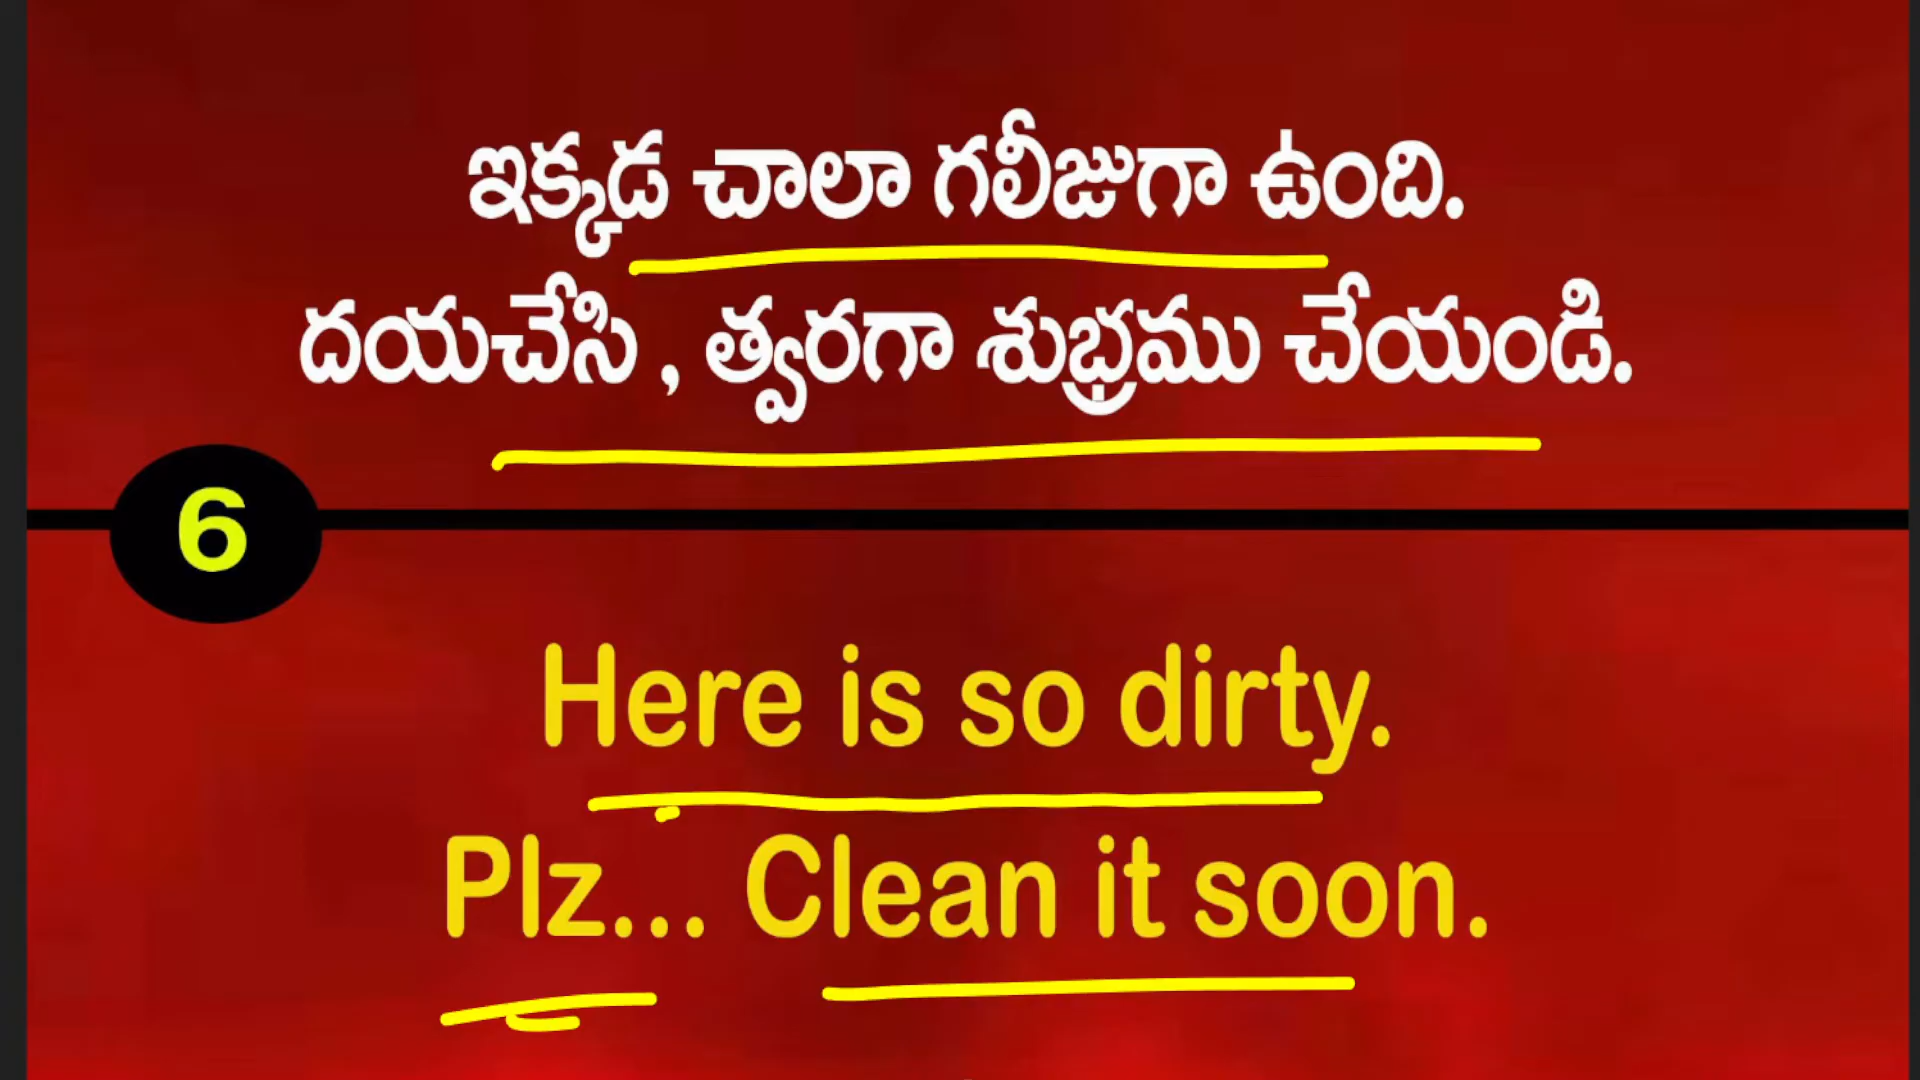 ఇక్కడ చాలా గలీజుగా ఉంది.
దయచేసి , త్వరగా శుభ్రము చేయండి.
6
Here is so dirty.
Plz... Clean it soon.